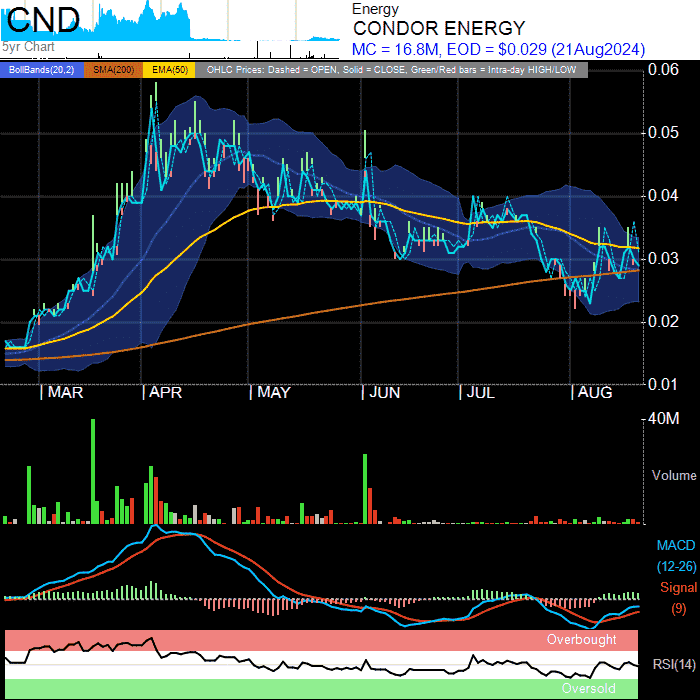 CND
5yr Chart
Energy
CONDOR ENERGY
MC = 16.8M, EOD = $0.029 (21Aug2024)
BollBands(20,2) SMA(200) EMA(50) OHLC Prices: Dashed = OPEN, Solid = CLOSE, Green/Red bars = Intra-day HIGH/LOW
0.06
0.05
0.04
0.03
0.02
0.01
MAR APR MAY JUN JUL AUG
40M
Volume
MACD
(12-26)
Signal
(9)
Overbought
RSI(14)
Oversold